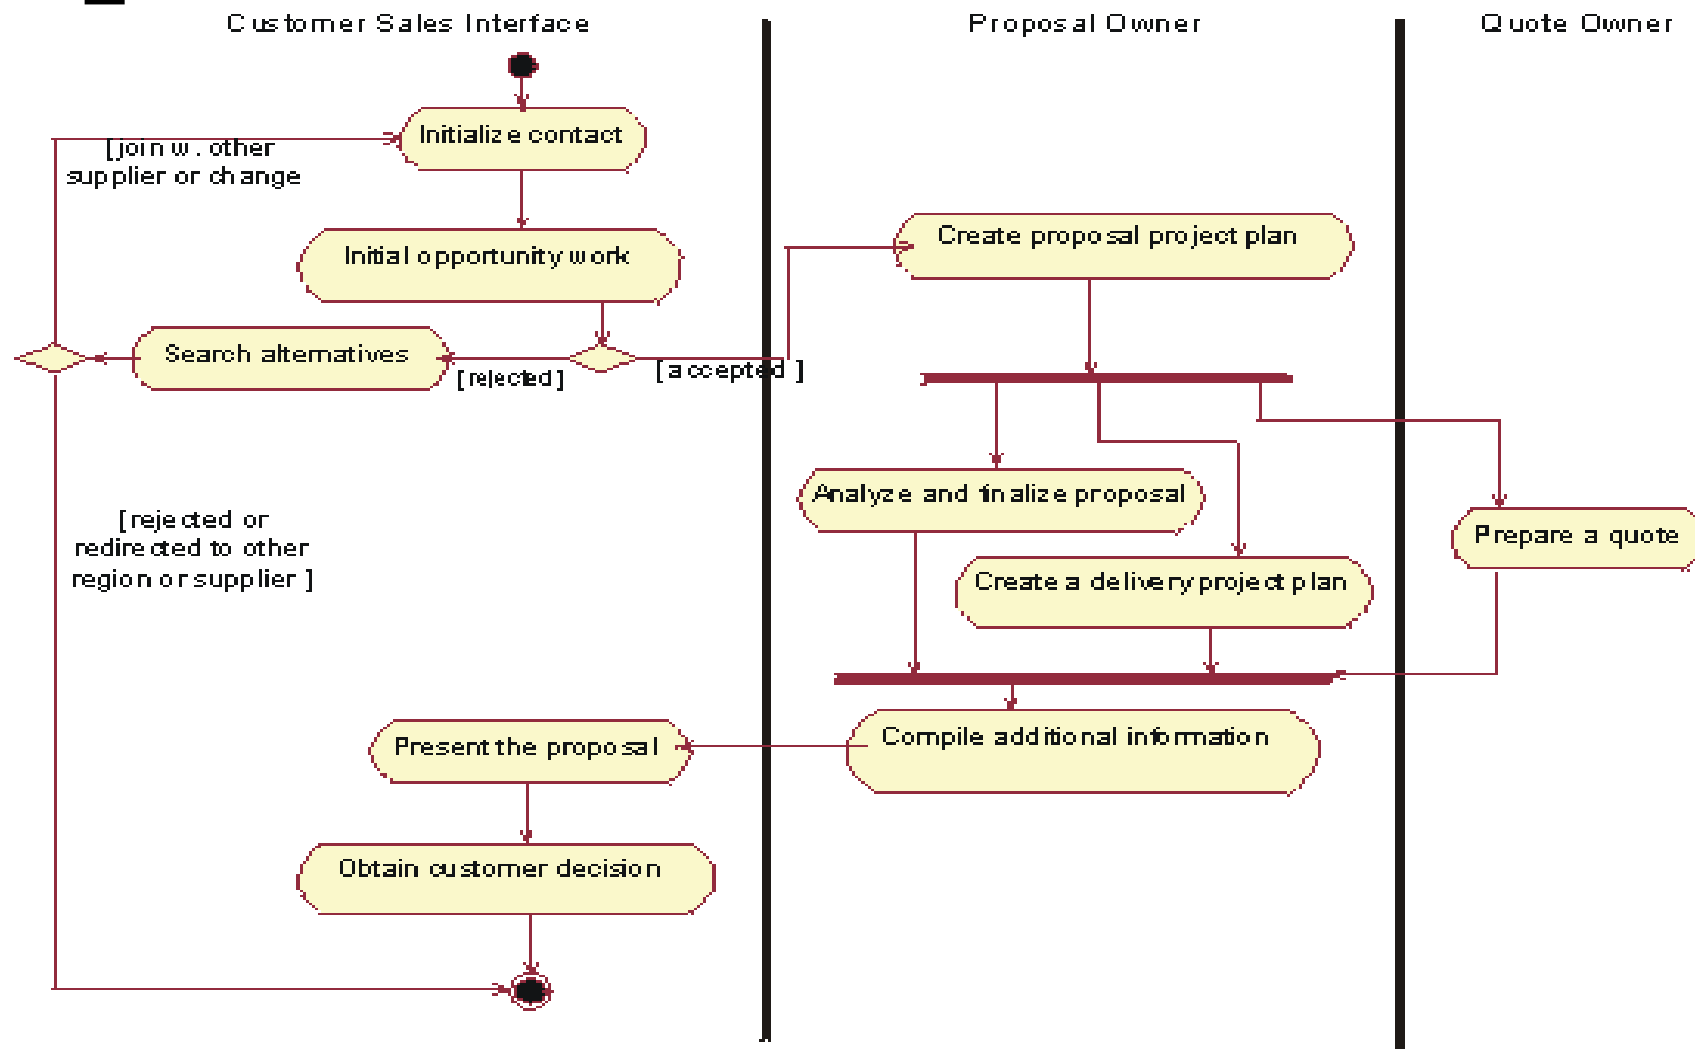 Customer Sales Interface
Proposal Owner
Quote Owner
Initialize contact
[join w. other
supplier or change
Initial opportunity work
Create proposal project plan
Search alternatives
[rejected]
[accepted]
Analyze and finalize proposal
[rejected or
redirected to other
region or supplier ]
Prepare a quote
Create a delivery project plan
Present the proposal
Compile additional information
Obtain customer decision